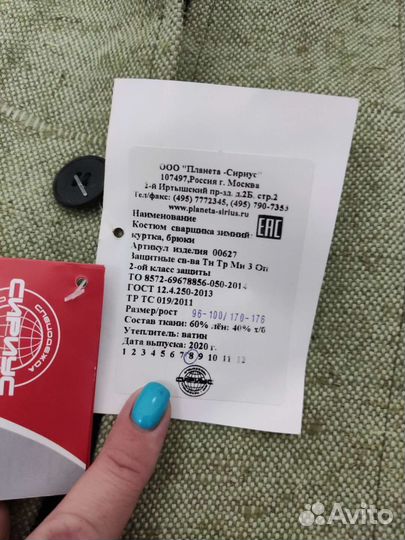 ООО "Планета -Сириус"
107497,Россия г. Москва
2-й Иртышский пр-зд. д.2Б. стр.2
Тел/факс: (495) 7772345, (495) 790-7353
www.planeta-sirius.ru
Наименование
Костюм сварщика зимний
куртка, брюки
Артикул изделия 00627
Защитные св-ва Ти Тр Ми 3 Оп
2-ой класс защиты
ТО 8572-69678856-050-2014
ГОСТ 12.4.250-2013
ТР ТС 019/2011
Размер/рост 96-100/170-176
Состав ткани: 60% лён: 40% х/б
Утеплитель: ватин
Дата выпуска: 2020 г.
1 2 3 4 5 6 7 8 9 10 11 12
EAC
СИРИУС
СПЕЦОДЕЖДА
Avito